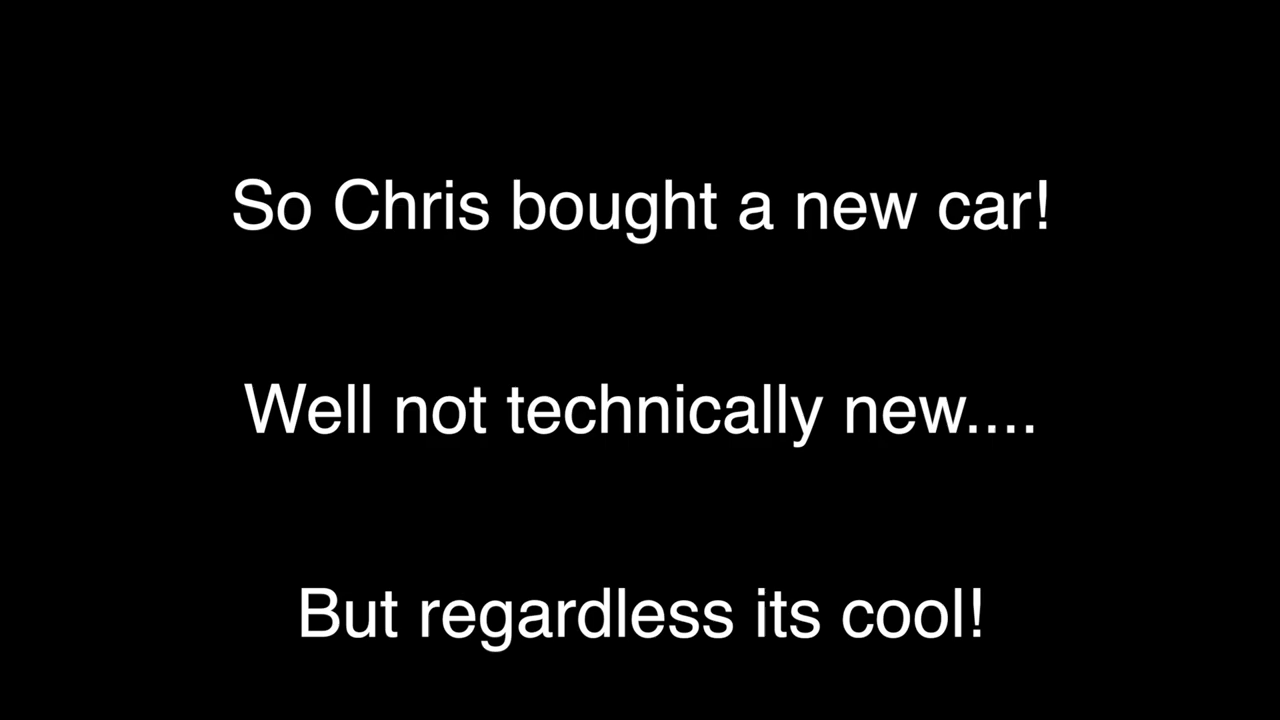 So Chris bought a new car!
Well not technically new....
But regardless its cool!